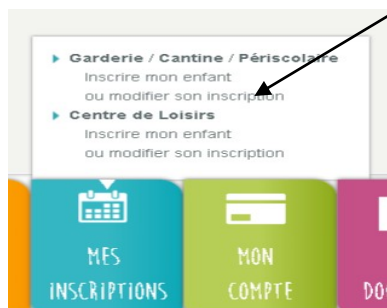 Garderie / Cantine / Périscolaire
Inscrire mon enfant
ou modifier son inscription
Centre de Loisirs
Inscrire mon enfant
ou modifier son inscription
MES
iNSCRiPTiONS
MON
COMPTE